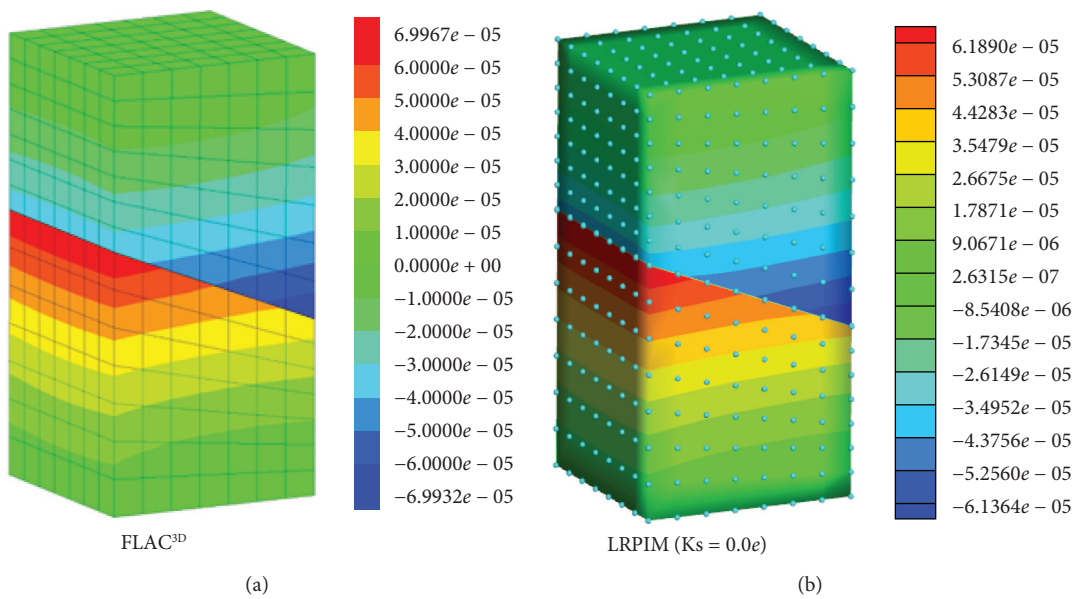 6.9967e – 05
6.0000e – 05
5.0000e – 05
4.0000e – 05
3.0000e – 05
2.0000e – 05
1.0000e – 05
0.0000e + 00
–1.0000e – 05
–2.0000e – 05
–3.0000e – 05
–4.0000e – 05
–5.0000e – 05
–6.0000e – 05
–6.9932e – 05
FLAC3D
(a)
6.1890e – 05
5.3087e – 05
4.4283e – 05
3.5479e – 05
2.6675e – 05
1.7871e – 05
9.0671e – 06
2.6315e – 07
–8.5408e – 06
–1.7345e – 05
–2.6149e – 05
–3.4952e – 05
–4.3756e – 05
–5.2560e – 05
–6.1364e – 05
LRPIM (Ks = 0.0e)
(b)